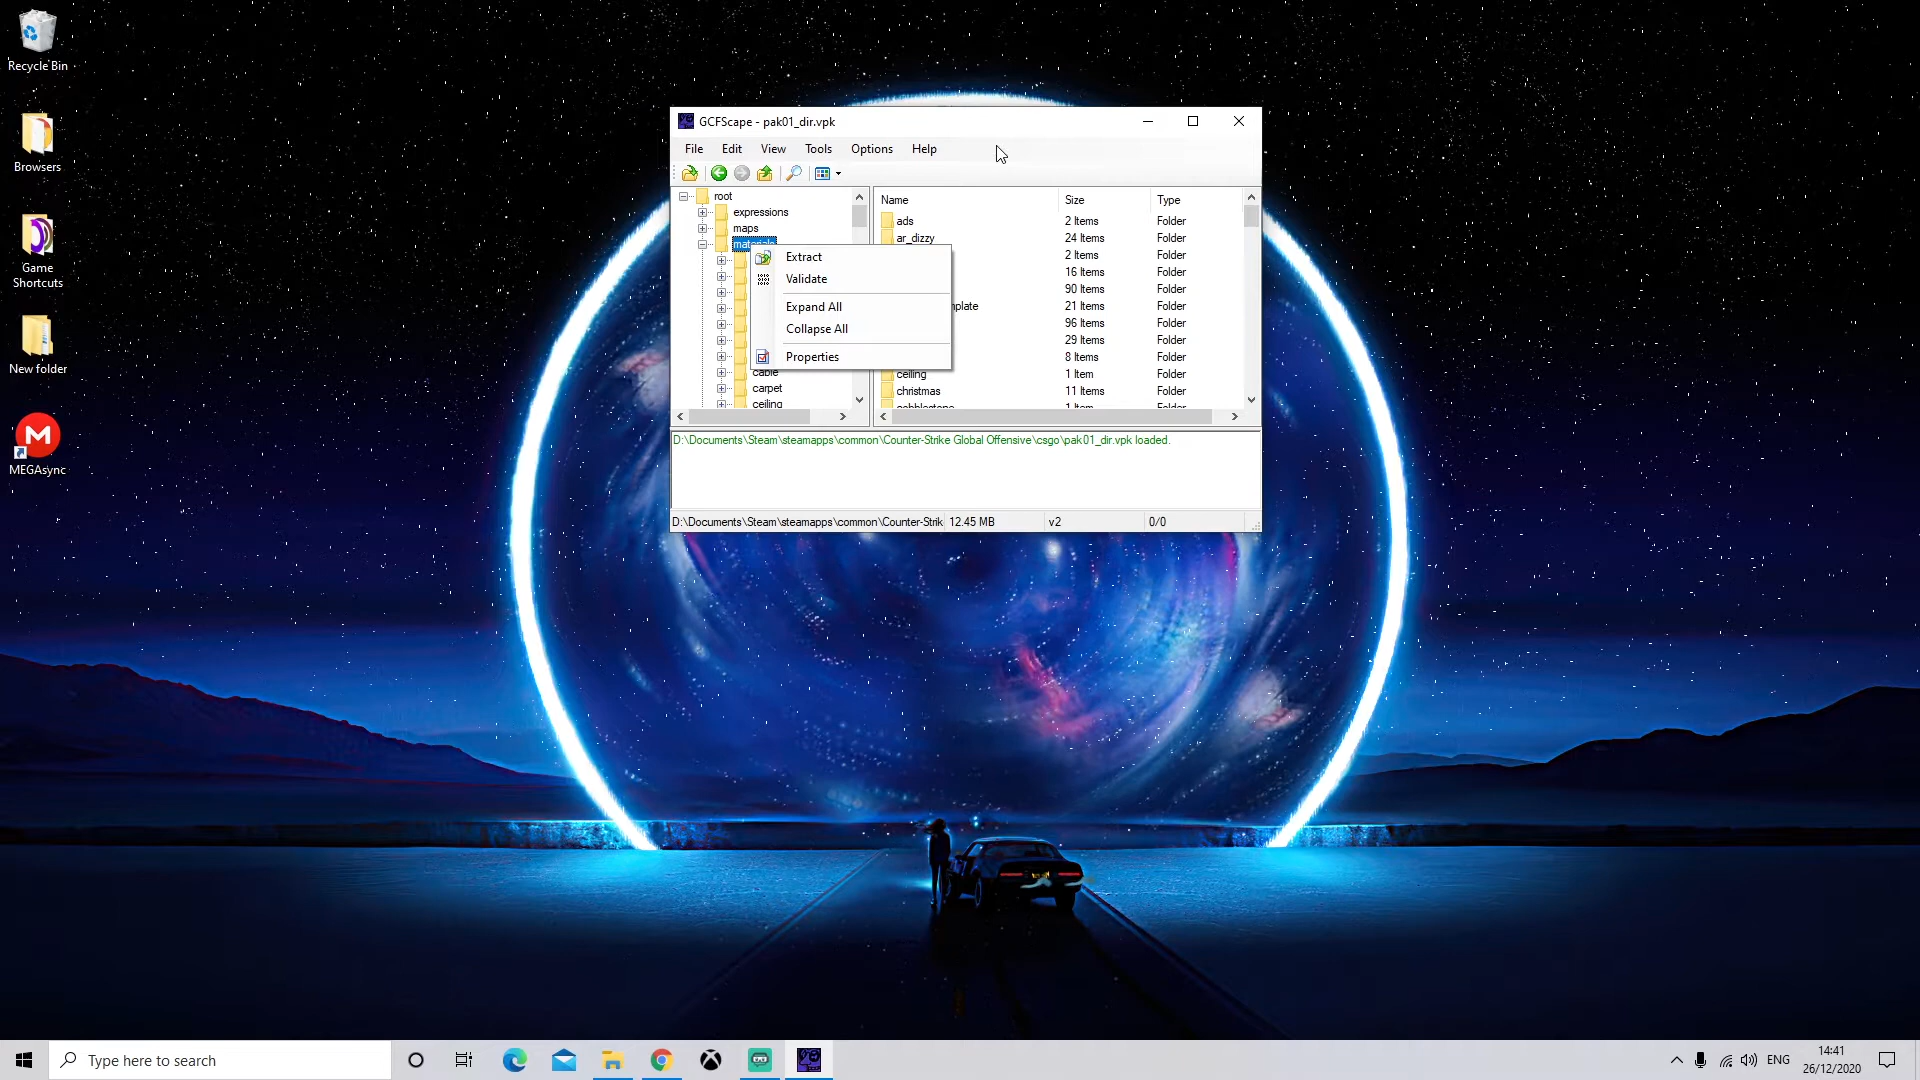 Recycle Bin
Browsers
Game
Shortcuts
New folder
MEGAsync
GCFScape - pak01_dir.vpk
File Edit View Tools Options Help
root
expressions
maps
materials
Extract
Validate
Expand All
Collapse All
Properties
cable
carpet
ceiling
Name Size Type
ads 2 Items Folder
ar_dizzy 24 Items Folder
2 Items Folder
16 Items Folder
90 Items Folder
mplate 21 Items Folder
96 Items Folder
29 Items Folder
8 Items Folder
ceiling 1 Item Folder
christmas 11 Items Folder
cobblestone 1 Item Folder
D:\Documents\Steam\steamapps\common\Counter-Strike Global Offensive\csgo\pak01_dir.vpk loaded.
D:\Documents\Steam\steamapps\common\Counter-Strik 12.45 MB v2 0/0
Type here to search
ENG
14:41
26/12/2020